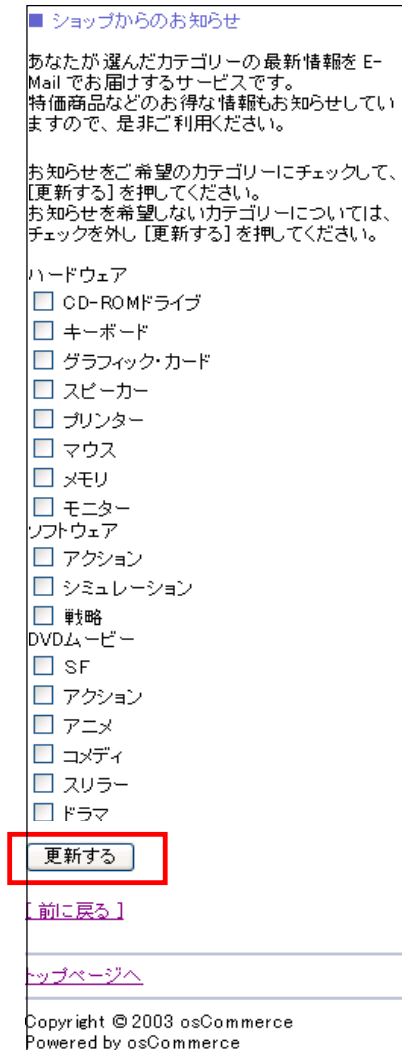 ■ ショップからのお知らせ
あなたが選んだカテゴリーの最新情報を E-
Mail でお届けするサービスです。
特価商品などのお得な情報もお知らせしてい
ますので、是非ご利用ください。
お知らせをご希望のカテゴリーにチェックして、
[更新する] を押してください。
お知らせを希望しないカテゴリーについては、
チェックを外し [更新する] を押してください。
ハードウェア
CD-ROMドライブ
キーボード
グラフィック・カード
スピーカー
プリンター
マウス
メモリ
モニター
ソフトウェア
アクション
シミュレーション
戦略
DVDムービー
SF
アクション
アニメ
コメディ
スリラー
ドラマ
更新する
[ 前に戻る ]
トップページへ
Copyright © 2003 osCommerce
Powered by osCommerce